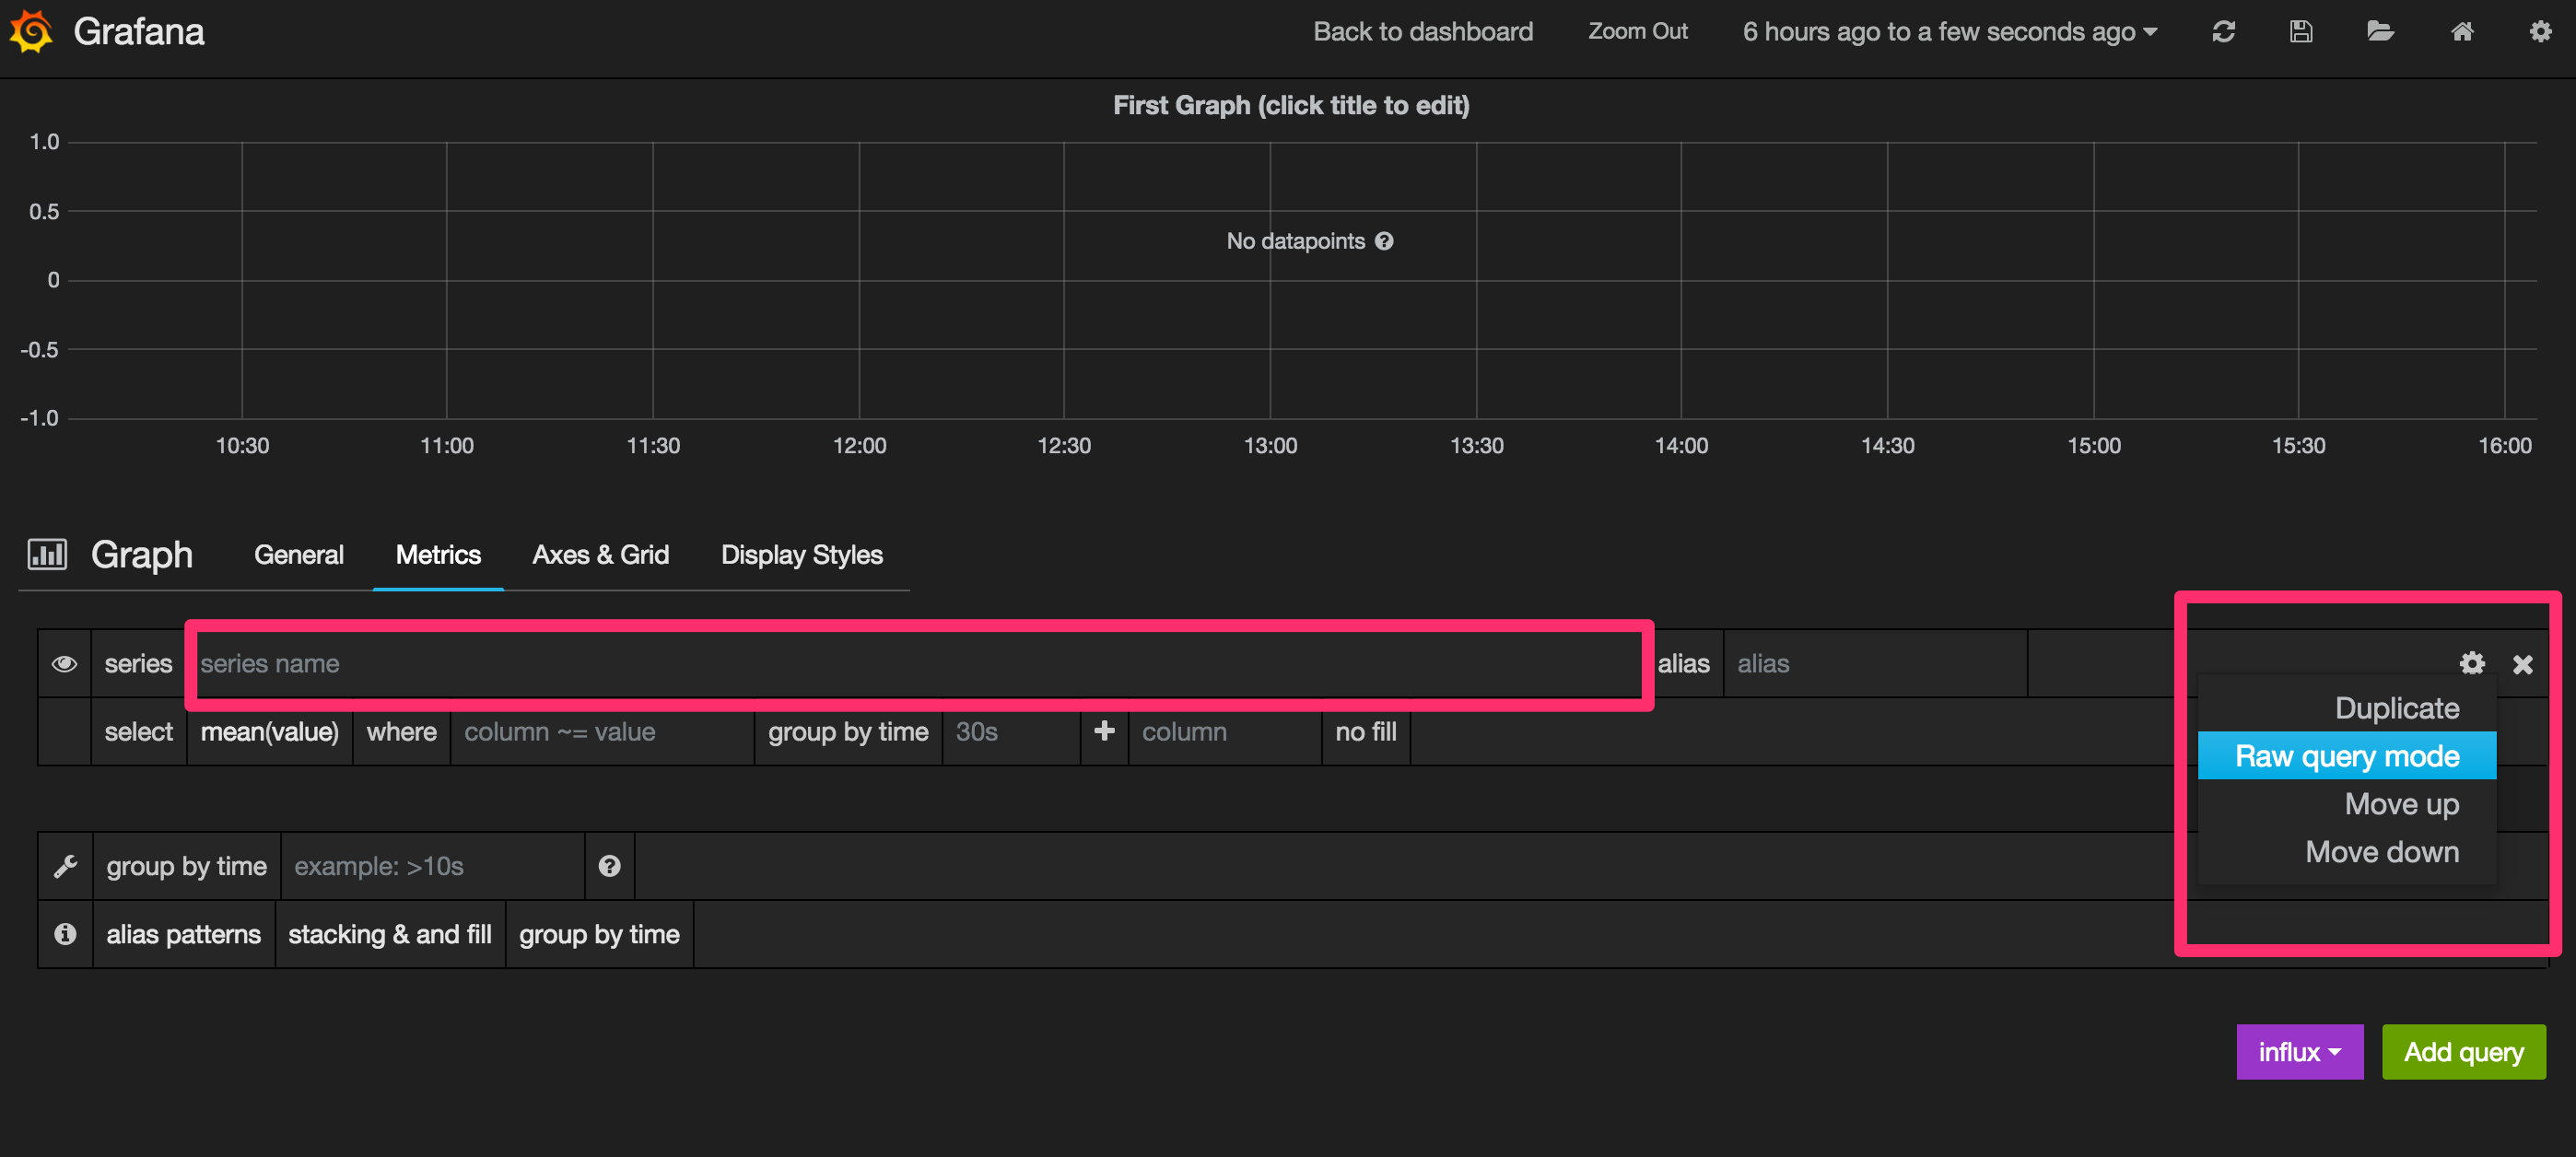 Grafana Back to dashboard Zoom Out 6 hours ago to a few seconds ago
First Graph (click title to edit)
1.0
0.5
No datapoints
0
-0.5
-1.0
10:30 11:00 11:30 12:00 12:30 13:00 13:30 14:00 14:30 15:00 15:30 16:00
Graph General Metrics Axes & Grid Display Styles
series series name alias alias
Duplicate
select mean(value) where column ~= value group by time 30s + column no fill
Raw query mode
Move up
Move down
group by time example: >10s
alias patterns stacking & and fill group by time
influx Add query